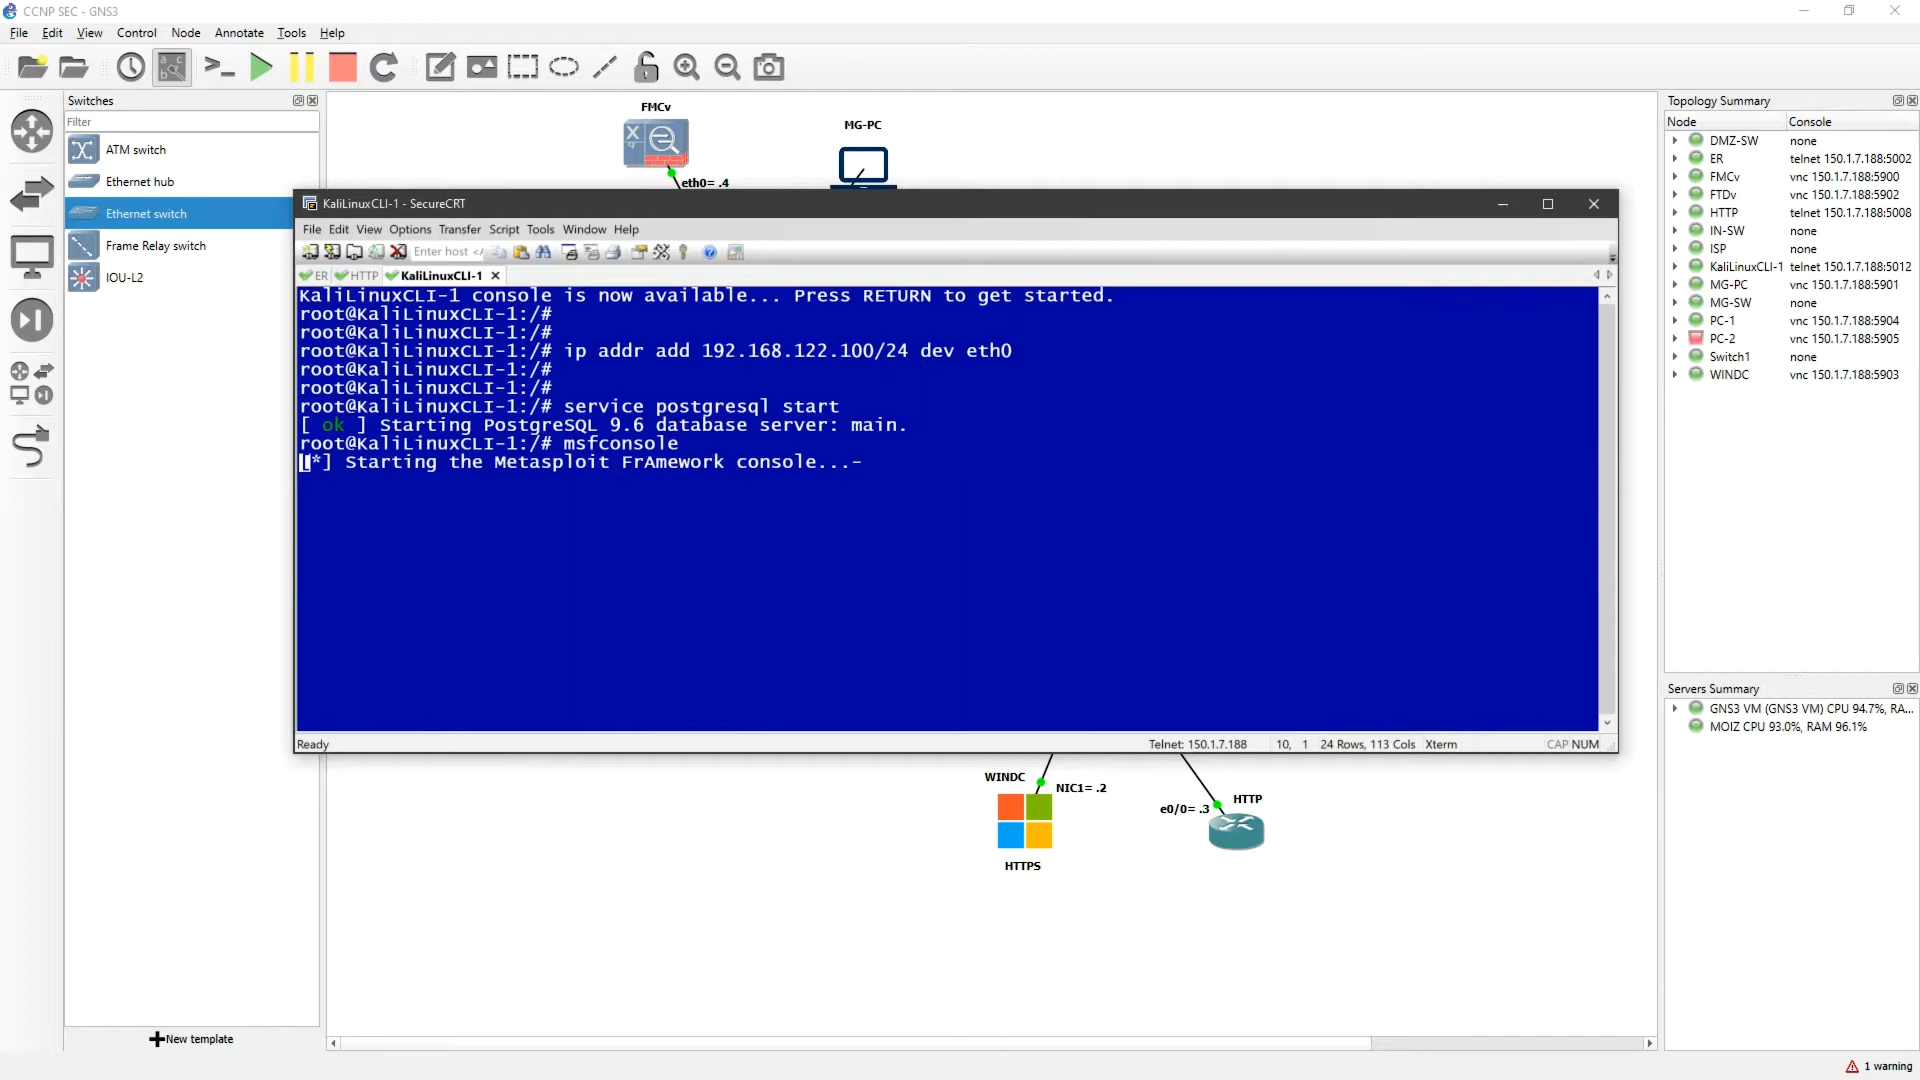 CCNP SEC - GNS3
File Edit View Control Node Annotate Tools Help
Switches
Filter
ATM switch
Ethernet hub
Ethernet switch
Frame Relay switch
IOU-L2
New template
FMCv
eth0= .4
MG-PC
KaliLinuxCLI-1 - SecureCRT
File Edit View Options Transfer Script Tools Window Help
Enter host <A
ER HTTP KaliLinuxCLI-1
KaliLinuxCLI-1 console is now available... Press RETURN to get started.
root@KaliLinuxCLI-1:/#
root@KaliLinuxCLI-1:/#
root@KaliLinuxCLI-1:/# ip addr add 192.168.122.100/24 dev eth0
root@KaliLinuxCLI-1:/#
root@KaliLinuxCLI-1:/#
root@KaliLinuxCLI-1:/# service postgresql start
[ ok ] Starting PostgreSQL 9.6 database server: main.
root@KaliLinuxCLI-1:/# msfconsole
[*] Starting the Metasploit FrAmework console...-
Ready Telnet: 150.1.7.188 10, 1 24 Rows, 113 Cols Xterm CAP NUM
WINDC
NIC1= .2
HTTPS
e0/0= .3
HTTP
Topology Summary
Node Console
DMZ-SW none
ER telnet 150.1.7.188:5002
FMCv vnc 150.1.7.188:5900
FTDv vnc 150.1.7.188:5902
HTTP telnet 150.1.7.188:5008
IN-SW none
ISP none
KaliLinuxCLI-1 telnet 150.1.7.188:5012
MG-PC vnc 150.1.7.188:5901
MG-SW none
PC-1 vnc 150.1.7.188:5904
PC-2 vnc 150.1.7.188:5905
Switch1 none
WINDC vnc 150.1.7.188:5903
Servers Summary
GNS3 VM (GNS3 VM) CPU 94.7%, RA...
MOIZ CPU 93.0%, RAM 96.1%
1 warning